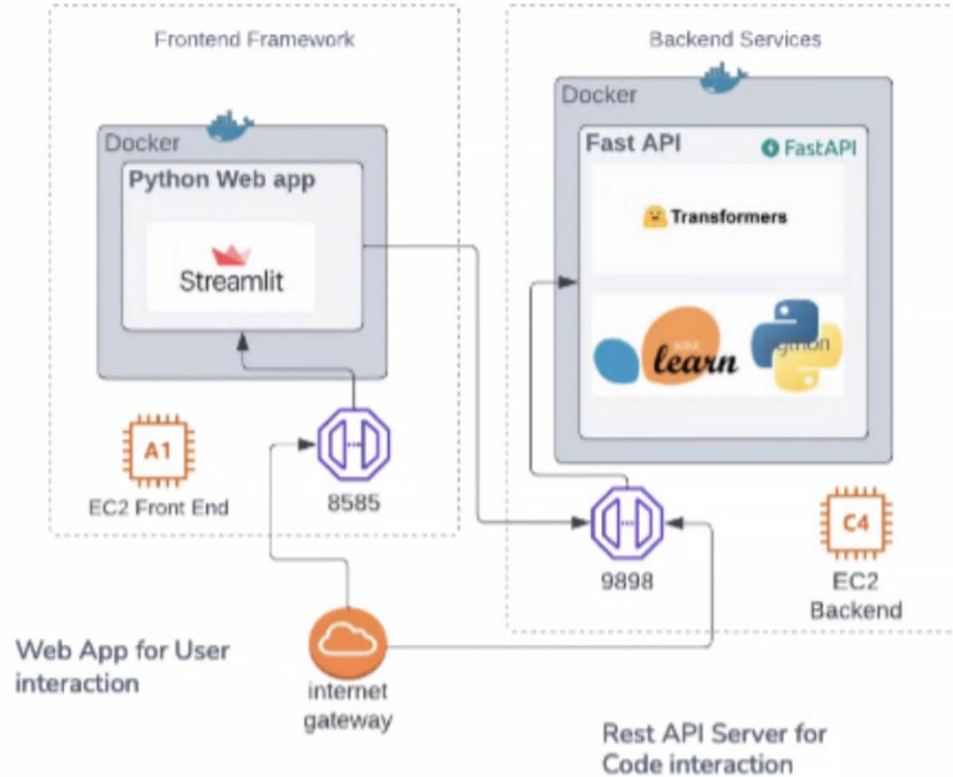 Frontend Framework
Docker
Python Web app
Streamlit
A1
EC2 Front End
8585
Backend Services
Docker
Fast API
FastAPI
Transformers
learn
9898
C4
EC2
Backend
internet
gateway
Web App for User
interaction
Rest API Server for
Code interaction